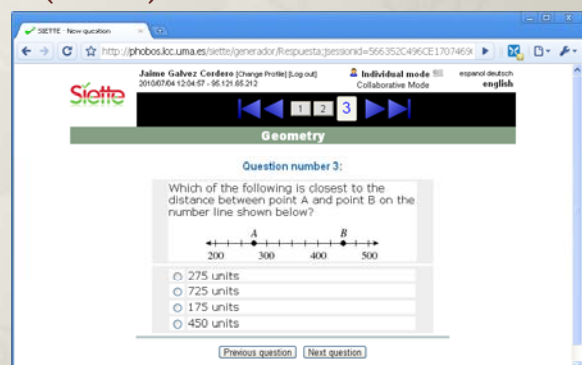 SIETTE - New question
http://phobos.lcc.uma.es/siette/generador/Respuesta;jsessionid=566352C496CE1707469
Jaime Galvez Cordero [Change Profile] [Log out]
2010/07/04 12:04:57 - 95.121.65.212
Individual mode
Collaborative Mode
espanol deutsch
english
Siette
1 2 3
Geometry
Question number 3:
Which of the following is closest to the
distance between point A and point B on the
number line shown below?
A B
200 300 400 500
275 units
725 units
175 units
450 units
Previous question Next question